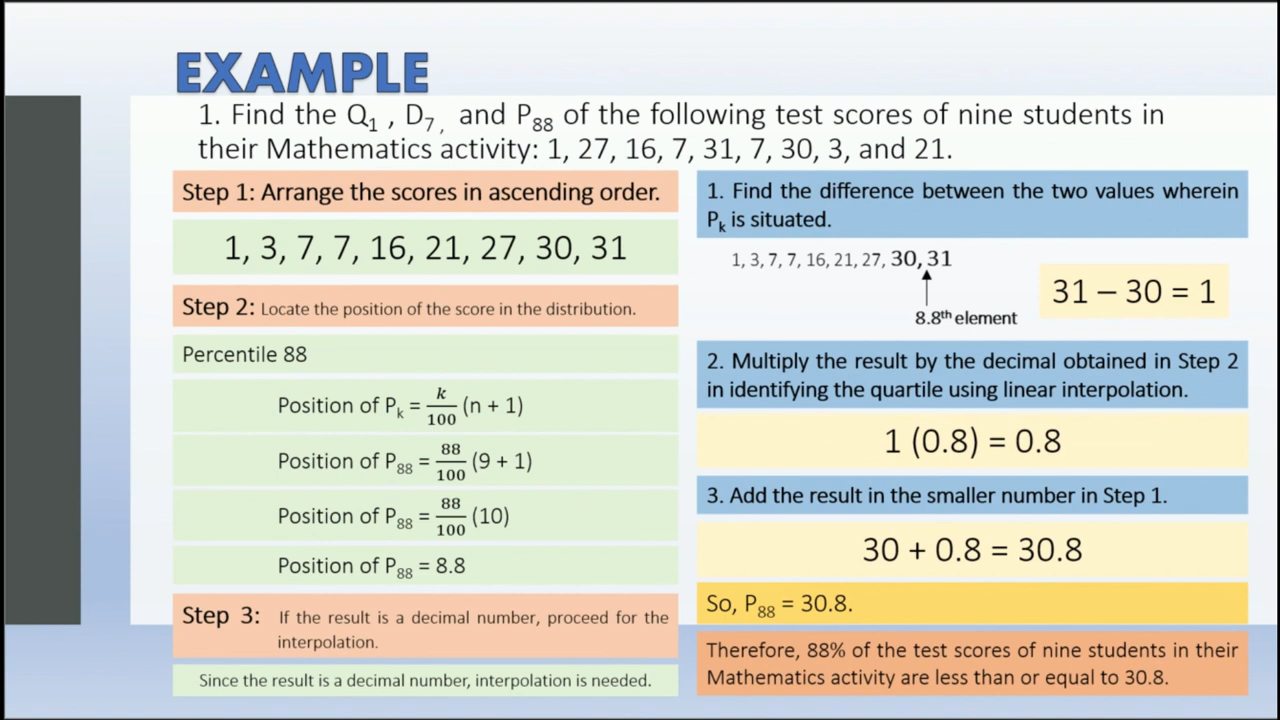 EXAMPLE
1. Find the Q₁ , D₇ , and P₈₈ of the following test scores of nine students in
their Mathematics activity: 1, 27, 16, 7, 31, 7, 30, 3, and 21.
Step 1: Arrange the scores in ascending order.
1, 3, 7, 7, 16, 21, 27, 30, 31
Step 2: Locate the position of the score in the distribution.
Percentile 88
Position of Pₖ = k/100 (n + 1)
Position of P₈₈ = 88/100 (9 + 1)
Position of P₈₈ = 88/100 (10)
Position of P₈₈ = 8.8
Step 3: If the result is a decimal number, proceed for the
interpolation.
Since the result is a decimal number, interpolation is needed.
1. Find the difference between the two values wherein
Pₖ is situated.
1, 3, 7, 7, 16, 21, 27, 30, 31
8.8th element
31 – 30 = 1
2. Multiply the result by the decimal obtained in Step 2
in identifying the quartile using linear interpolation.
1 (0.8) = 0.8
3. Add the result in the smaller number in Step 1.
30 + 0.8 = 30.8
So, P₈₈ = 30.8.
Therefore, 88% of the test scores of nine students in their
Mathematics activity are less than or equal to 30.8.